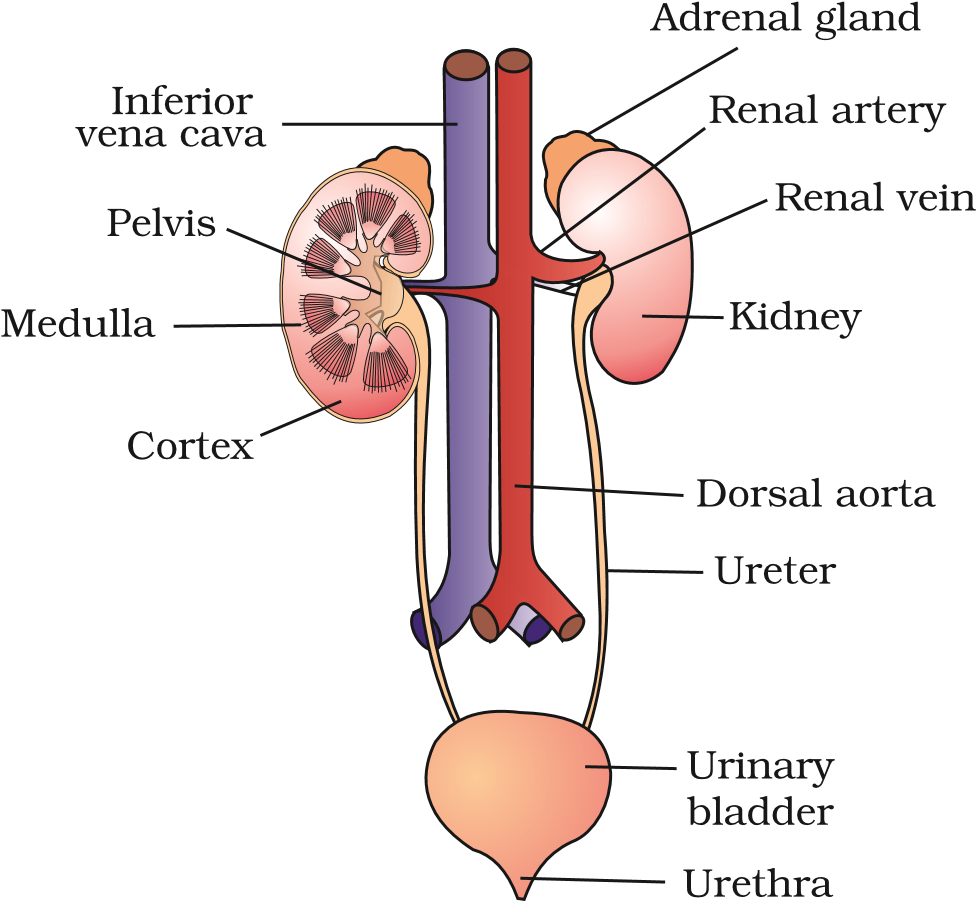 Adrenal gland
Inferior
vena cava
Renal artery
Renal vein
Pelvis
Medulla
Kidney
Cortex
Dorsal aorta
Ureter
Urinary
bladder
Urethra